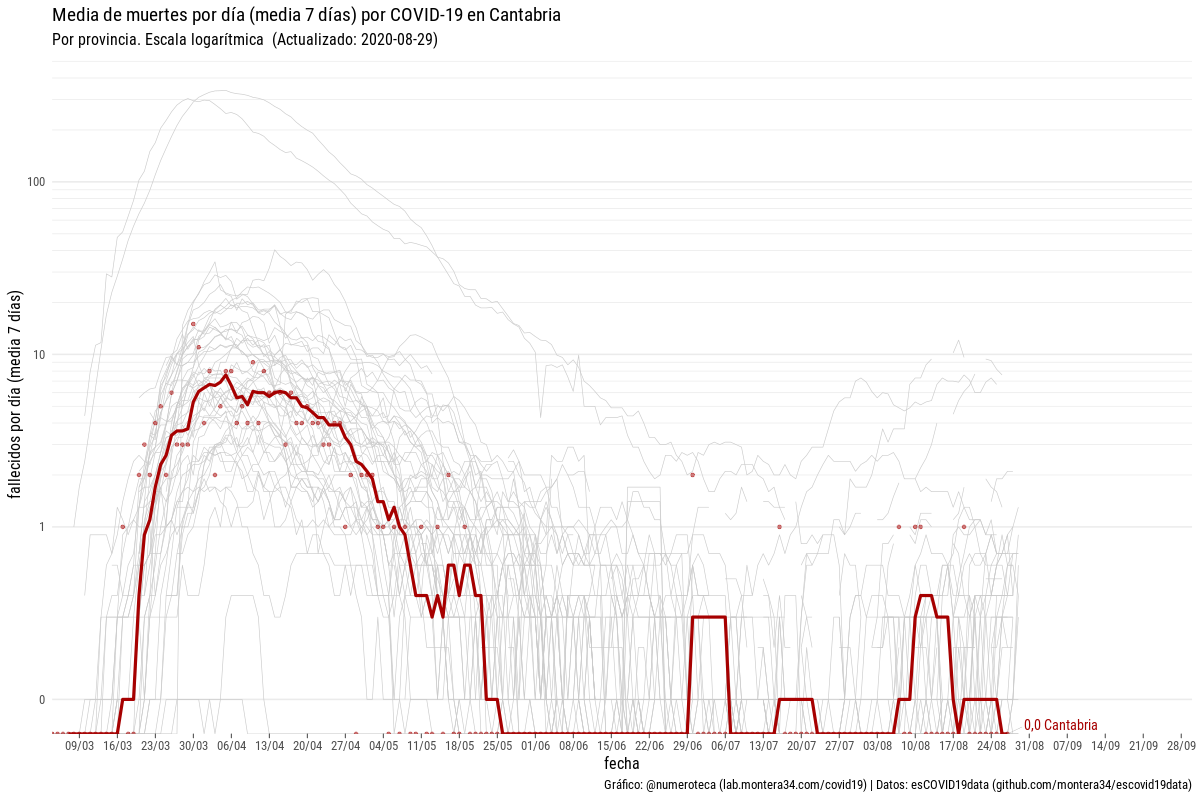 Media de muertes por día (media 7 días) por COVID-19 en Cantabria
Por provincia. Escala logarítmica  (Actualizado: 2020-08-29)
fallecidos por día (media  7 días)
100
10
1
0
0,0 Cantabria
09/03 16/03 23/03 30/03 06/04 13/04 20/04 27/04 04/05 11/05 18/05 25/05 01/06 08/06 15/06 22/06 29/06 06/07 13/07 20/07 27/07 03/08 10/08 17/08 24/08 31/08 07/09 14/09 21/09 28/09
fecha
Gráfico: @numeroteca (lab.montera34.com/covid19) | Datos: esCOVID19data (github.com/montera34/escovid19data)